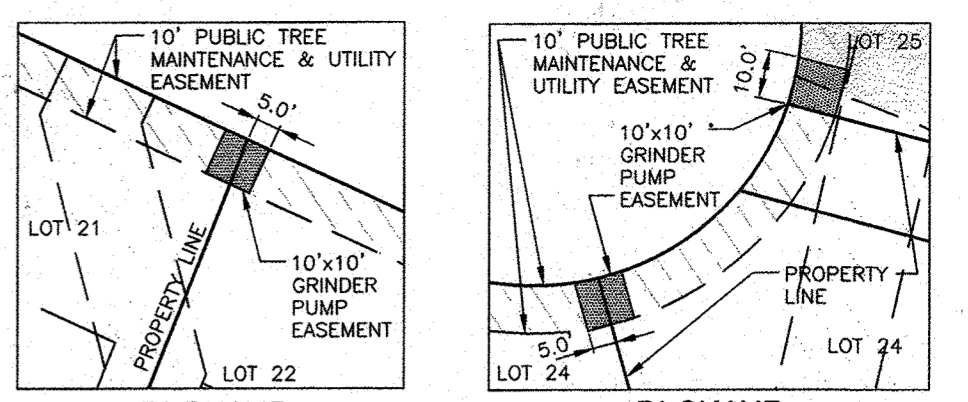 10' PUBLIC TREE
MAINTENANCE & UTILITY
EASEMENT
5.0'
LOT 21
PROPERTY LINE
10'x10'
GRINDER
PUMP
EASEMENT
LOT 22
10' PUBLIC TREE
MAINTENANCE &
UTILITY EASEMENT
10.0'
LOT 25
10'x10'
GRINDER
PUMP
EASEMENT
PROPERTY
LINE
5.0'
LOT 24
LOT 24